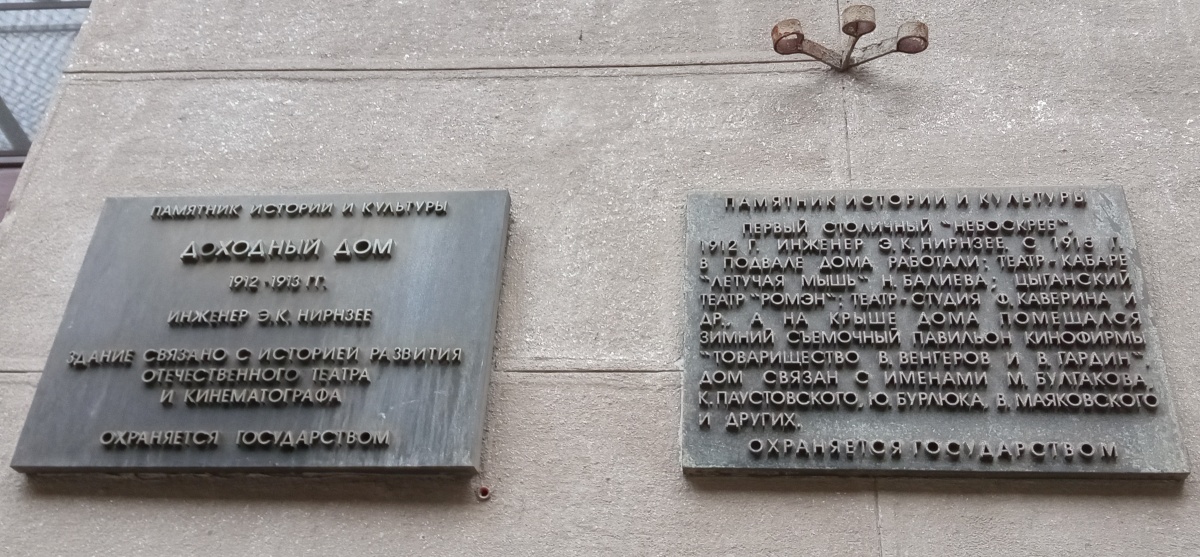 ПАМЯТНИК ИСТОРИИ И КУЛЬТУРЫ
ДОХОДНЫЙ ДОМ
1912-1913 ГГ.
ИНЖЕНЕР Э.К. НИРНЗЕЕ
ЗДАНИЕ СВЯЗАНО С ИСТОРИЕЙ РАЗВИТИЯ
ОТЕЧЕСТВЕННОГО ТЕАТРА
И КИНЕМАТОГРАФА
ОХРАНЯЕТСЯ ГОСУДАРСТВОМ
ПАМЯТНИК ИСТОРИИ И КУЛЬТУРЫ
ПЕРВЫЙ СТОЛИЧНЫЙ "НЕБОСКРЕБ",
1912 Г. ИНЖЕНЕР Э.К. НИРНЗЕЕ. С 1915 Г.
В ПОДВАЛЕ ДОМА РАБОТАЛИ: ТЕАТР-КАБАРЕ
"ЛЕТУЧАЯ МЫШЬ" Н. БАЛИЕВА; ЦЫГАНСКИЙ
ТЕАТР "РОМЭН"; ТЕАТР-СТУДИЯ Ф. КАВЕРИНА И
ДР., А НА КРЫШЕ ДОМА ПОМЕЩАЛСЯ
ЗИМНИЙ СЪЕМОЧНЫЙ ПАВИЛЬОН КИНОФИРМЫ
"ТОВАРИЩЕСТВО В. ВЕНГЕРОВ И В. ГАРДИН".
ДОМ СВЯЗАН С ИМЕНАМИ М. БУЛГАКОВА,
К. ПАУСТОВСКОГО, Ю. БУРЛЮКА, В. МАЯКОВСКОГО
И ДРУГИХ.
ОХРАНЯЕТСЯ ГОСУДАРСТВОМ